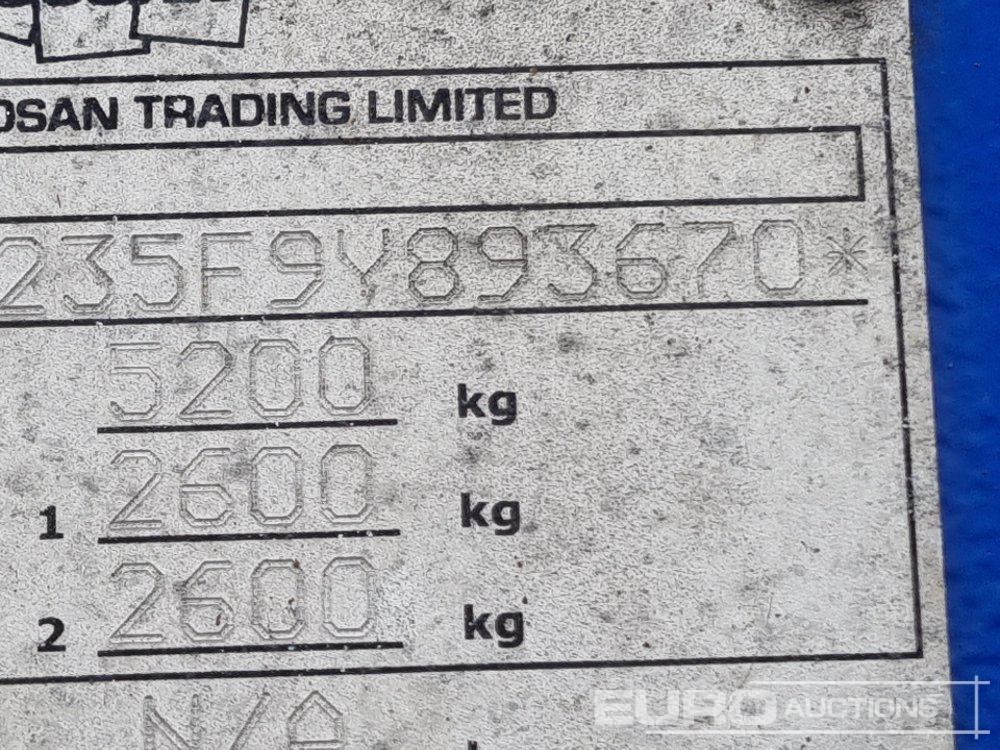 OSAN TRADING LIMITED
235F9Y893670*
5200 kg
1 2600 kg
2 2600 kg
N/A
EURO AUCTIONS